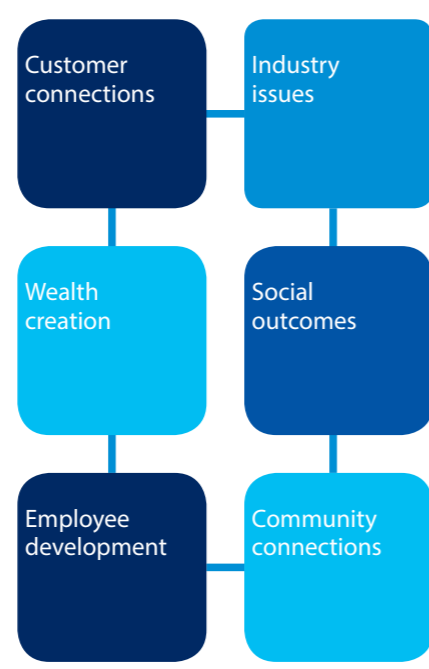 Customer
connections
Industry
issues
Wealth
creation
Social
outcomes
Employee
development
Community
connections